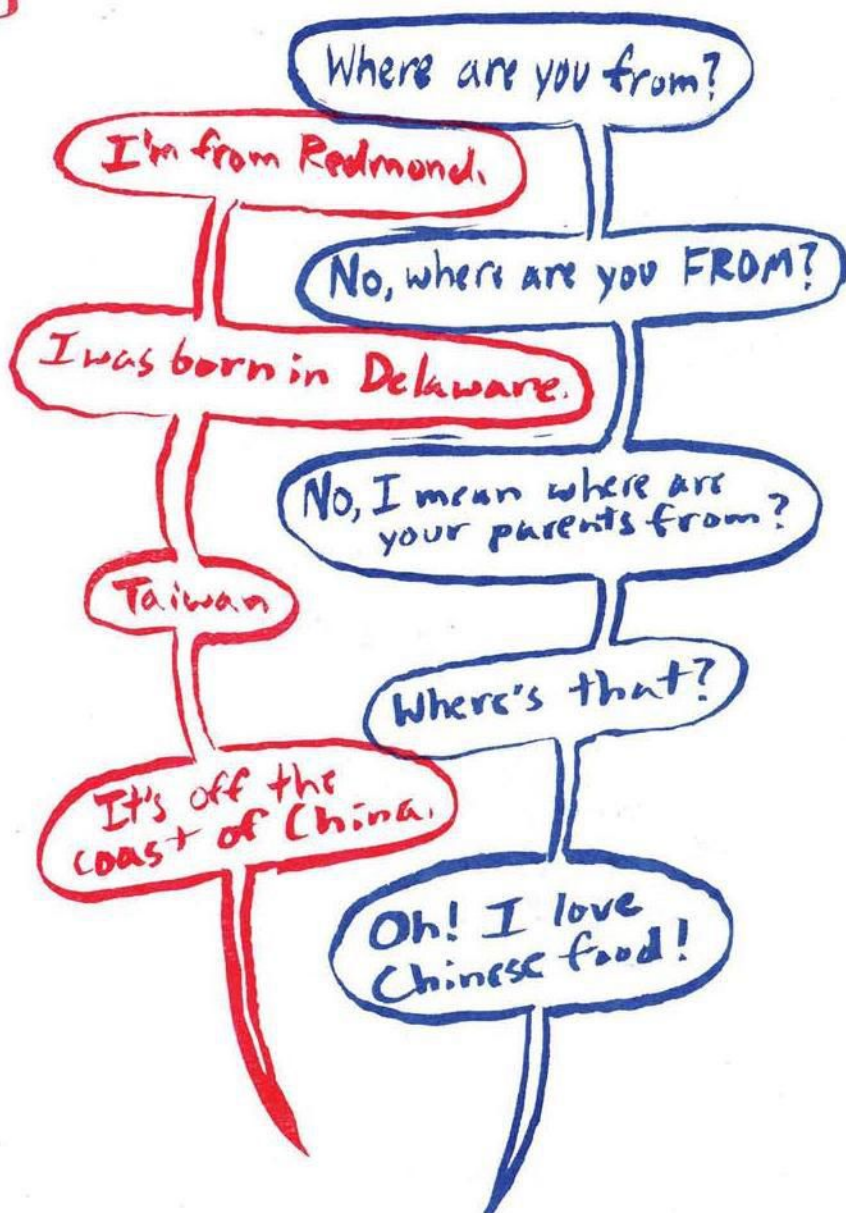 Where are you from?
I'm from Redmond.
No, where are you FROM?
I was born in Delaware.
No, I mean where are
your parents from?
Taiwan
Where's that?
It's off the
coast of China.
Oh! I love
Chinese food!